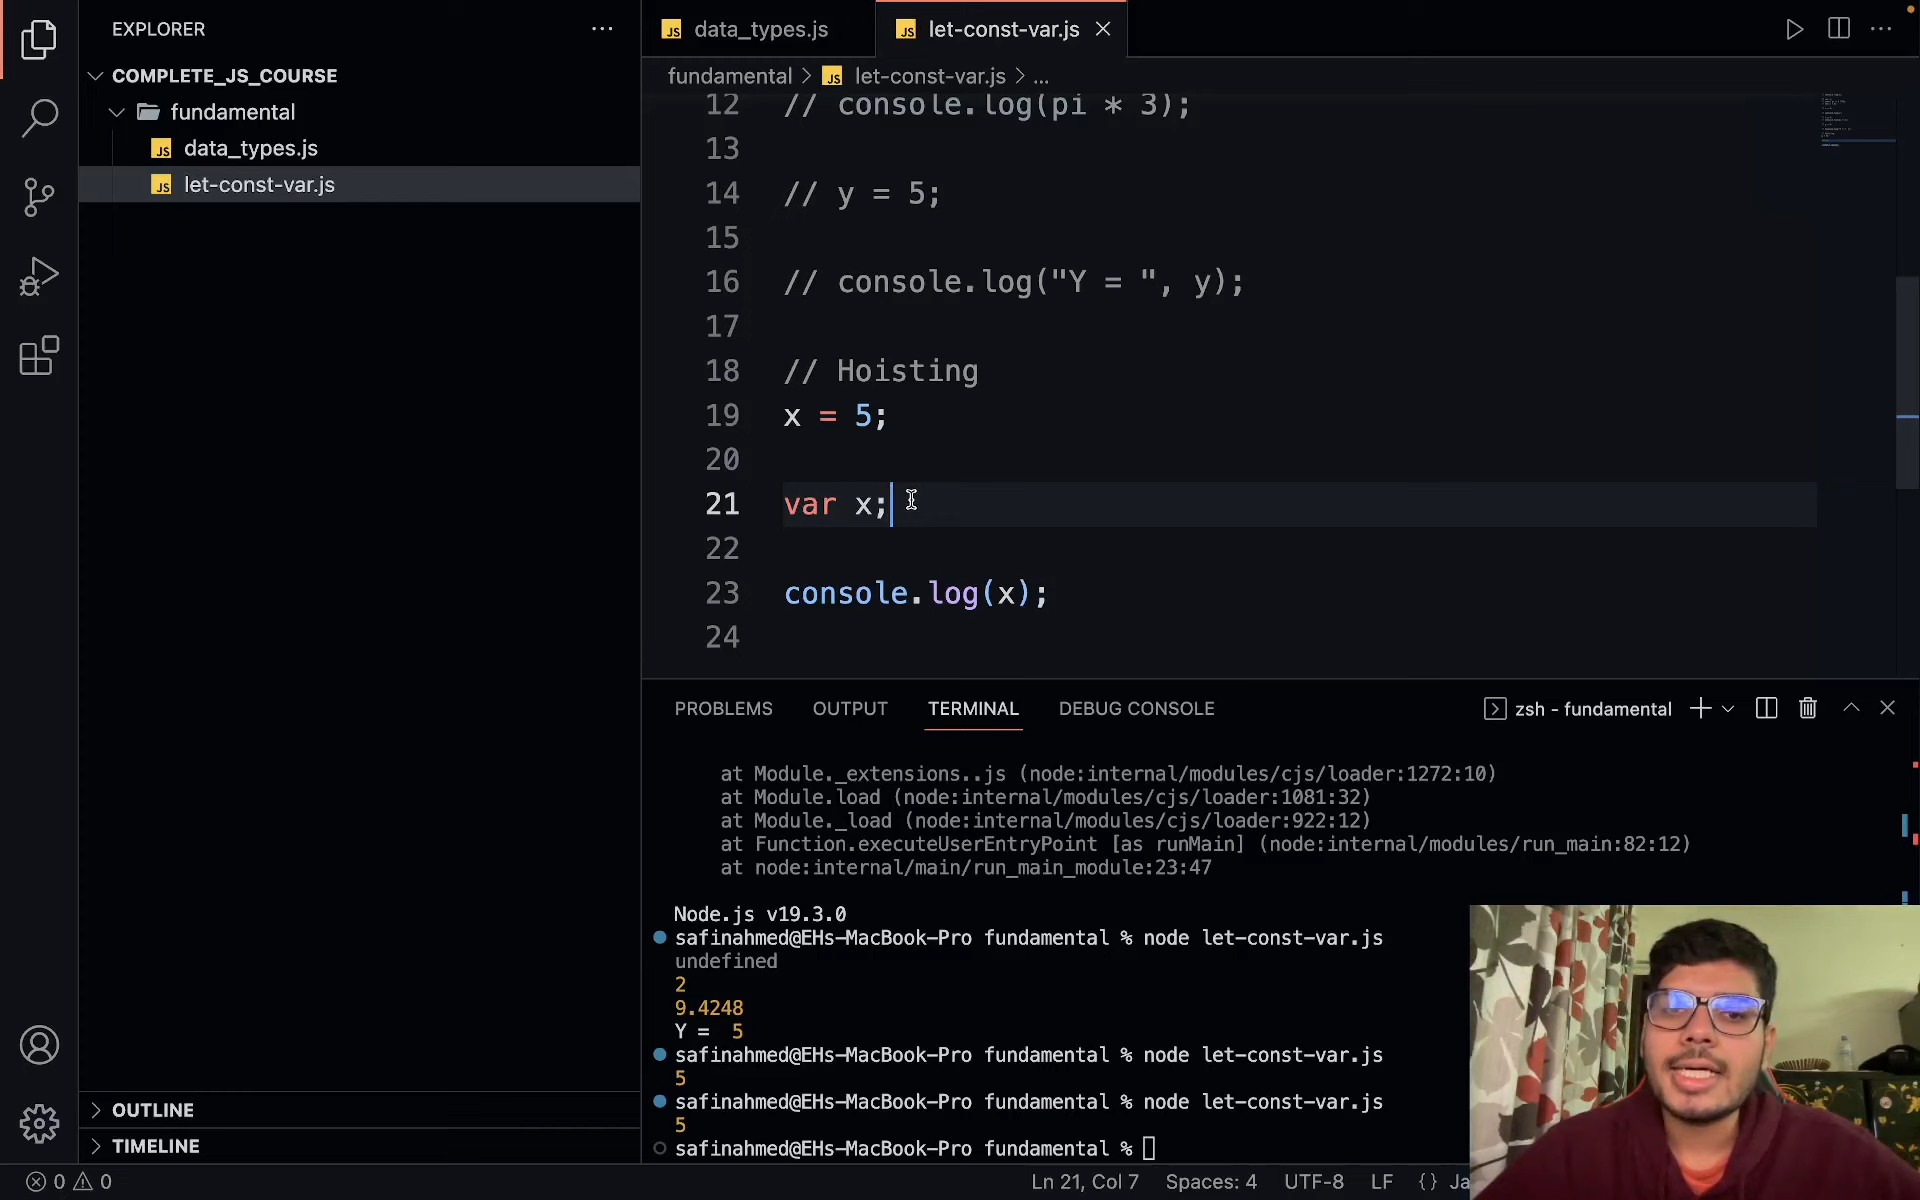 EXPLORER
COMPLETE_JS_COURSE
fundamental
JS data_types.js
JS let-const-var.js
OUTLINE
TIMELINE
JS data_types.js
JS let-const-var.js
fundamental > JS let-const-var.js > ...
12 // console.log(pi * 3);
13
14 // y = 5;
15
16 // console.log("Y = ", y);
17
18 // Hoisting
19 x = 5;
20
21 var x;
22
23 console.log(x);
24
PROBLEMS OUTPUT TERMINAL DEBUG CONSOLE zsh - fundamental
at Module._extensions..js (node:internal/modules/cjs/loader:1272:10)
at Module.load (node:internal/modules/cjs/loader:1081:32)
at Module._load (node:internal/modules/cjs/loader:922:12)
at Function.executeUserEntryPoint [as runMain] (node:internal/modules/run_main:82:12)
at node:internal/main/run_main_module:23:47
Node.js v19.3.0
safinahmed@EHs-MacBook-Pro fundamental % node let-const-var.js
undefined
2
9.4248
Y =  5
safinahmed@EHs-MacBook-Pro fundamental % node let-const-var.js
5
safinahmed@EHs-MacBook-Pro fundamental % node let-const-var.js
5
safinahmed@EHs-MacBook-Pro fundamental %
0 0 Ln 21, Col 7 Spaces: 4 UTF-8 LF {} Ja